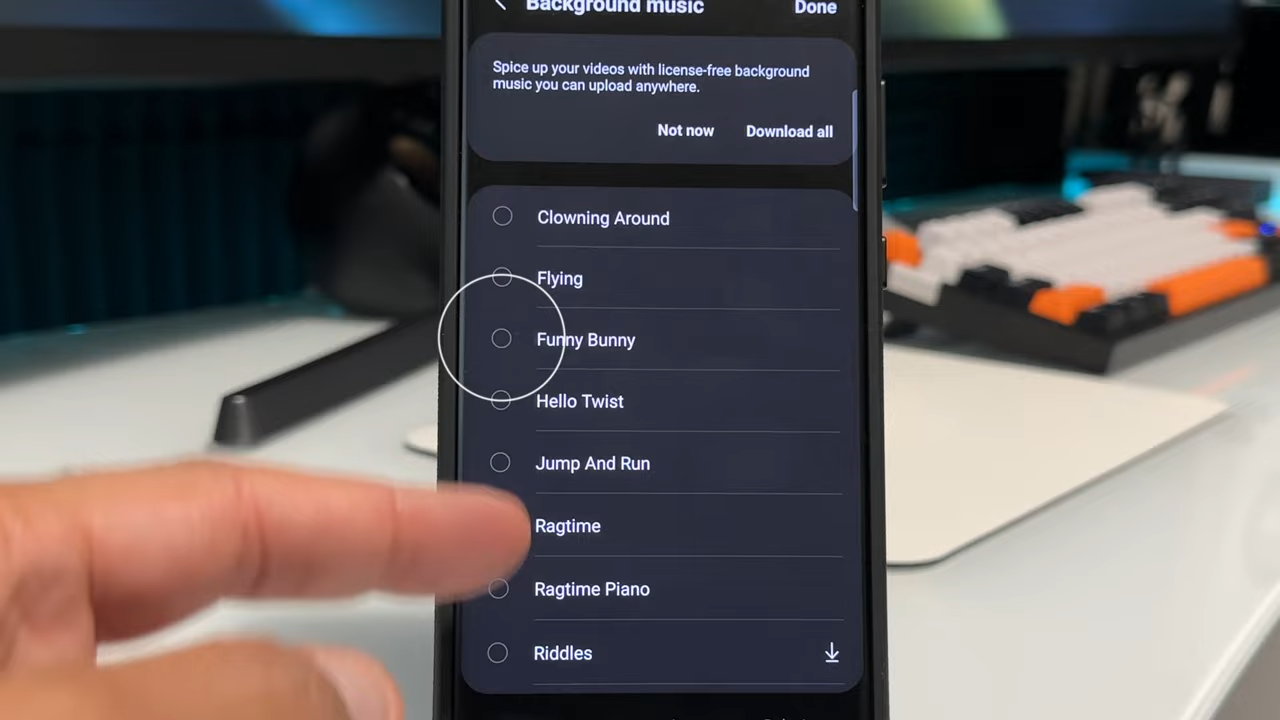 Background music
Done
Spice up your videos with license-free background
music you can upload anywhere.
Not now
Download all
Clowning Around
Flying
Funny Bunny
Hello Twist
Jump And Run
Ragtime
Ragtime Piano
Riddles